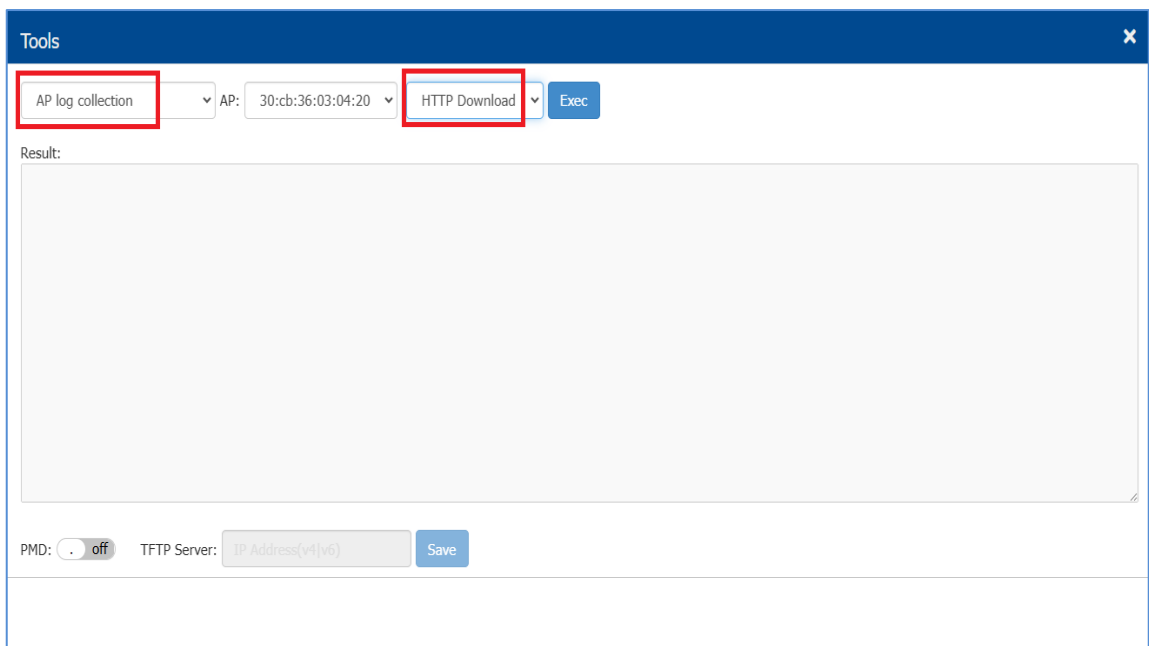 Tools
AP log collection AP: 30:cb:36:03:04:20 HTTP Download Exec
Result:
PMD: . off TFTP Server: IP Address(v4|v6) Save